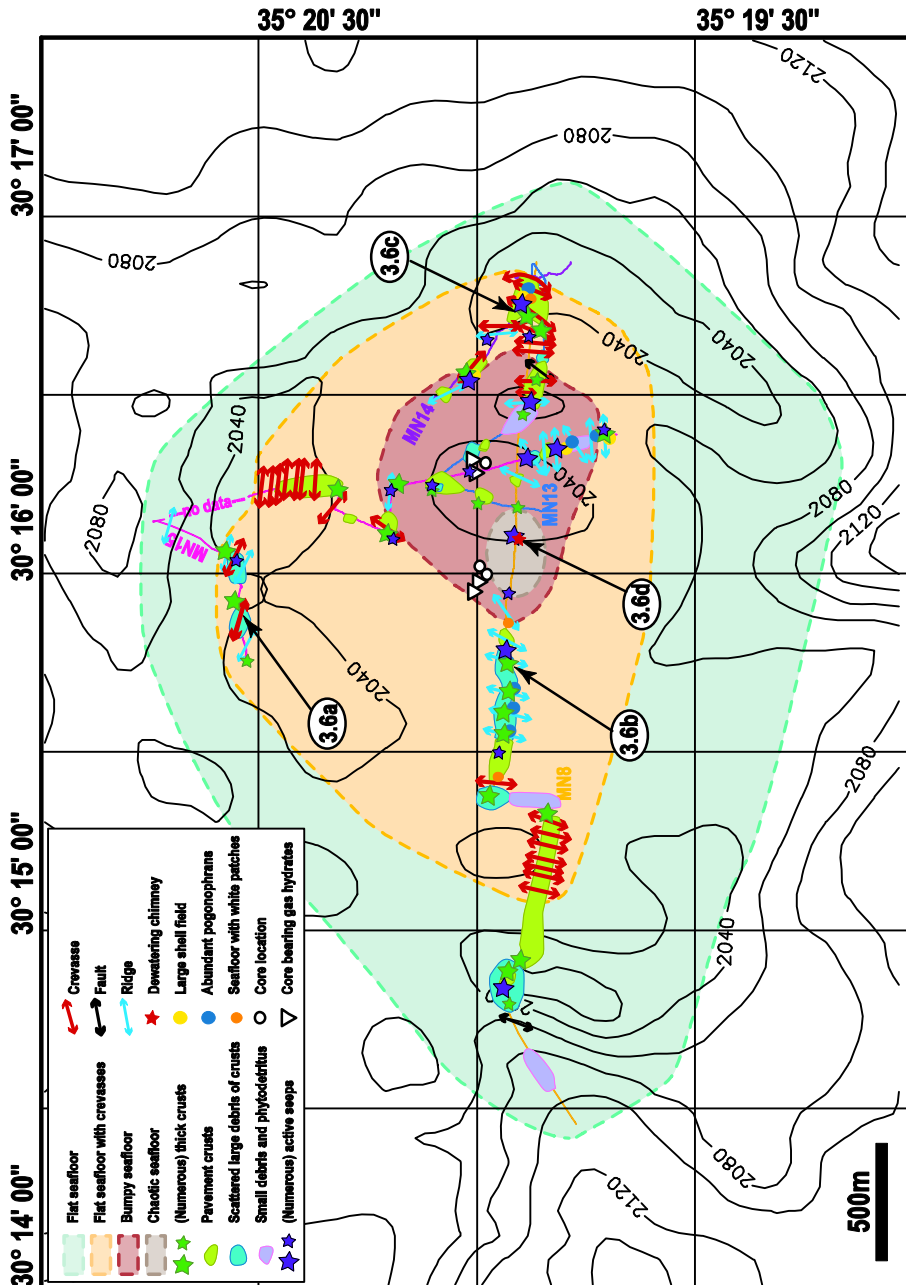 35° 20' 30"
35° 19' 30"
30° 17' 00"
30° 16' 00"
30° 15' 00"
30° 14' 00"
2120
2080
2080
2040
2040
2040
2080
2080
2120
2040
2040
2080
2040
2080
2120
2
3.6c
3.6a
3.6d
3.6b
MN14
MN15
no data
MN13
MN8
Flat seafloor
Flat seafloor with crevasses
Bumpy seafloor
Chaotic seafloor
(Numerous) thick crusts
Pavement crusts
Scattered large debris of crusts
Small debris and phytodetritus
(Numerous) active seeps
Crevasse
Fault
Ridge
Dewatering chimney
Large shell field
Abundant pogonophrans
Seafloor with white patches
Core location
Core bearing gas hydrates
500m